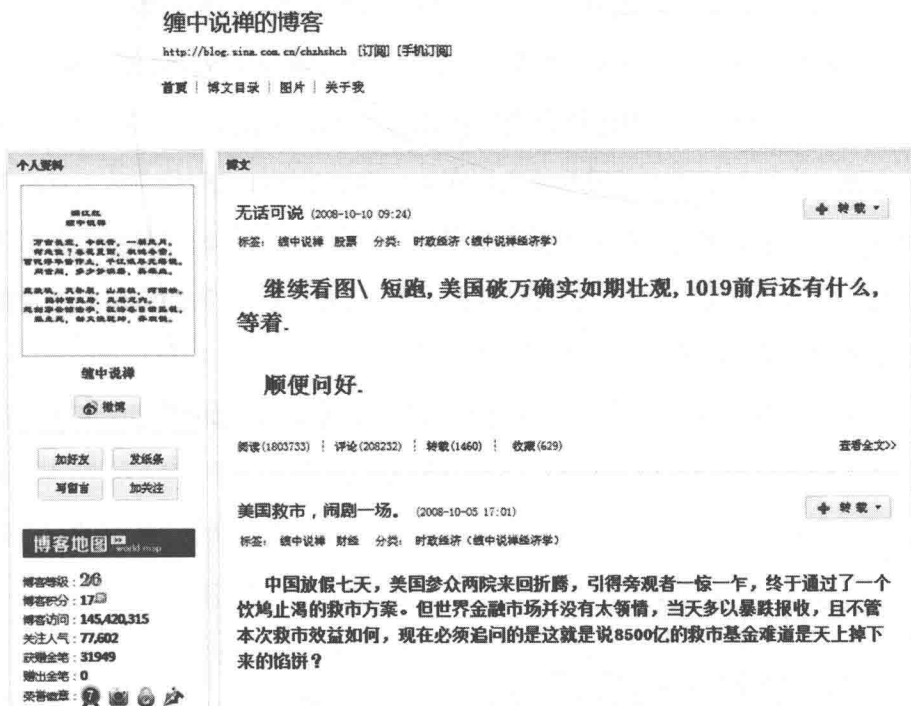 缠中说禅的博客
http://blog.sina.com.cn/chzhshch [订阅] [手机订阅]
首页 | 博文目录 | 图片 | 关于我
个人资料
满江红
缠中说禅
缠中说禅
微博
加好友 发纸条
写留言 加关注
博客地图 world map
博客等级：26
博客积分：17
博客访问：145,420,315
关注人气：77,602
获赠金笔：31949
赠出金笔：0
荣誉徽章：
博文
无话可说 (2008-10-10 09:24)
转载
标签： 缠中说禅 股票 分类： 时政经济（缠中说禅经济学）
继续看图\ 短跑,美国破万确实如期壮观,1019前后还有什么,
等着.
顺便问好.
阅读(1803733) | 评论(208232) | 转载(1460) | 收藏(629)
查看全文>>
美国救市，闹剧一场。 (2008-10-05 17:01)
转载
标签： 缠中说禅 财经 分类： 时政经济（缠中说禅经济学）
中国放假七天，美国参众两院来回折腾，引得旁观者一惊一乍，终于通过了一个
饮鸠止渴的救市方案。但世界金融市场并没有太领情，当天多以暴跌报收，且不管
本次救市效益如何，现在必须追问的是这就是说8500亿的救市基金难道是天上掉下
来的馅饼？